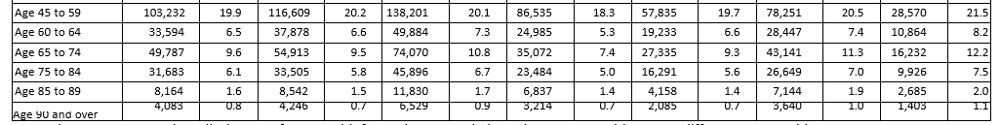 Age 45 to 59 103,232 19.9 116,609 20.2 138,201 20.1 86,535 18.3 57,835 19.7 78,251 20.5 28,570 21.5
Age 60 to 64 33,594 6.5 37,878 6.6 49,884 7.3 24,985 5.3 19,233 6.6 28,447 7.4 10,864 8.2
Age 65 to 74 49,787 9.6 54,913 9.5 74,070 10.8 35,072 7.4 27,335 9.3 43,141 11.3 16,232 12.2
Age 75 to 84 31,683 6.1 33,505 5.8 45,896 6.7 23,484 5.0 16,291 5.6 26,649 7.0 9,926 7.5
Age 85 to 89 8,164 1.6 8,542 1.5 11,830 1.7 6,837 1.4 4,158 1.4 7,144 1.9 2,685 2.0
Age 90 and over 4,083 0.8 4,246 0.7 6,529 0.9 3,214 0.7 2,085 0.7 3,640 1.0 1,403 1.1